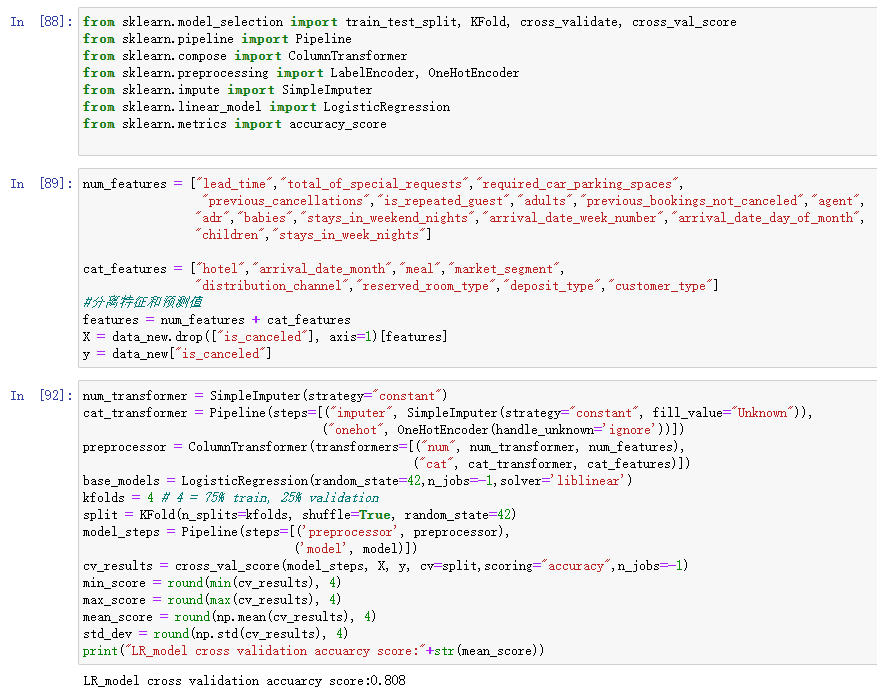 In [88]: from sklearn.model_selection import train_test_split, KFold, cross_validate, cross_val_score
from sklearn.pipeline import Pipeline
from sklearn.compose import ColumnTransformer
from sklearn.preprocessing import LabelEncoder, OneHotEncoder
from sklearn.impute import SimpleImputer
from sklearn.linear_model import LogisticRegression
from sklearn.metrics import accuracy_score
In [89]: num_features = ["lead_time","total_of_special_requests","required_car_parking_spaces",
"previous_cancellations","is_repeated_guest","adults","previous_bookings_not_canceled","agent",
"adr","babies","stays_in_weekend_nights","arrival_date_week_number","arrival_date_day_of_month",
"children","stays_in_week_nights"]
cat_features = ["hotel","arrival_date_month","meal","market_segment",
"distribution_channel","reserved_room_type","deposit_type","customer_type"]
#分离特征和预测值
features = num_features + cat_features
X = data_new.drop(["is_canceled"], axis=1)[features]
y = data_new["is_canceled"]
In [92]: num_transformer = SimpleImputer(strategy="constant")
cat_transformer = Pipeline(steps=[("imputer", SimpleImputer(strategy="constant", fill_value="Unknown")),
("onehot", OneHotEncoder(handle_unknown='ignore'))])
preprocessor = ColumnTransformer(transformers=[("num", num_transformer, num_features),
("cat", cat_transformer, cat_features)])
base_models = LogisticRegression(random_state=42,n_jobs=-1,solver='liblinear')
kfolds = 4 # 4 = 75% train, 25% validation
split = KFold(n_splits=kfolds, shuffle=True, random_state=42)
model_steps = Pipeline(steps=[('preprocessor', preprocessor),
('model', model)])
cv_results = cross_val_score(model_steps, X, y, cv=split,scoring="accuracy",n_jobs=-1)
min_score = round(min(cv_results), 4)
max_score = round(max(cv_results), 4)
mean_score = round(np.mean(cv_results), 4)
std_dev = round(np.std(cv_results), 4)
print("LR_model cross validation accuarcy score:"+str(mean_score))
LR_model cross validation accuarcy score:0.808